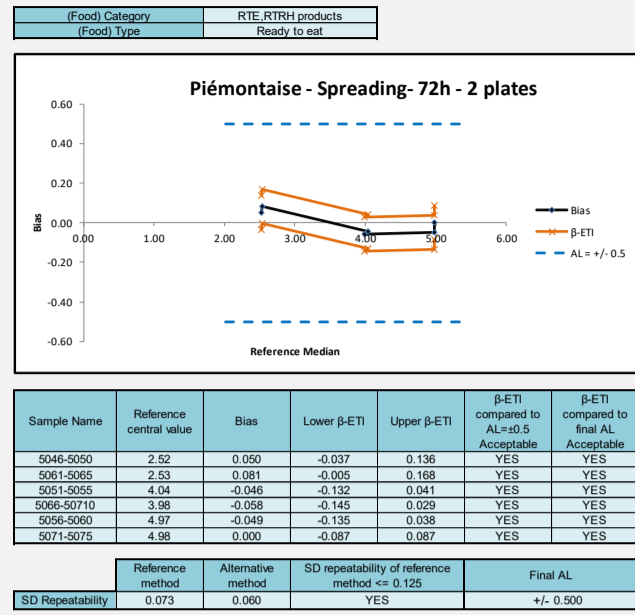 (Food) Category RTE,RTRH products
(Food) Type Ready to eat
Piémontaise - Spreading- 72h - 2 plates
0.60
0.40
0.20
0.00
-0.20
-0.40
-0.60
0.00 1.00 2.00 3.00 4.00 5.00 6.00
Bias
Reference Median
Bias
β-ETI
AL = +/- 0.5
Sample Name Reference central value Bias Lower β-ETI Upper β-ETI β-ETI compared to AL=±0.5 Acceptable β-ETI compared to final AL Acceptable
5046-5050 2.52 0.050 -0.037 0.136 YES YES
5061-5065 2.53 0.081 -0.005 0.168 YES YES
5051-5055 4.04 -0.046 -0.132 0.041 YES YES
5066-50710 3.98 -0.058 -0.145 0.029 YES YES
5056-5060 4.97 -0.049 -0.135 0.038 YES YES
5071-5075 4.98 0.000 -0.087 0.087 YES YES
Reference method Alternative method SD repeatability of reference method <= 0.125 Final AL
SD Repeatability 0.073 0.060 YES +/- 0.500